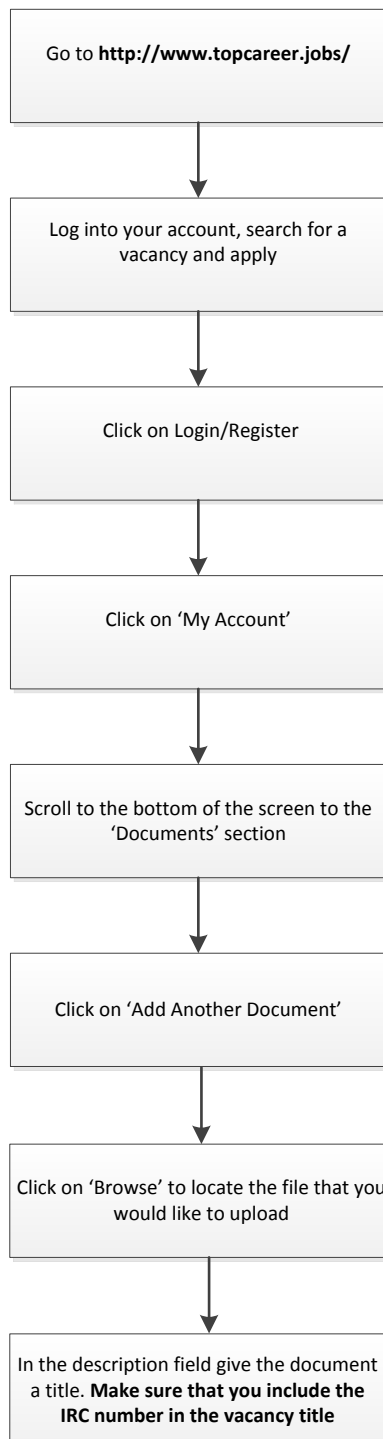 Go to http://www.topcareer.jobs/
Log into your account, search for a
vacancy and apply
Click on Login/Register
Click on ‘My Account’
Scroll to the bottom of the screen to the
‘Documents’ section
Click on ‘Add Another Document’
Click on ‘Browse’ to locate the file that you
would like to upload
In the description field give the document
a title. Make sure that you include the
IRC number in the vacancy title